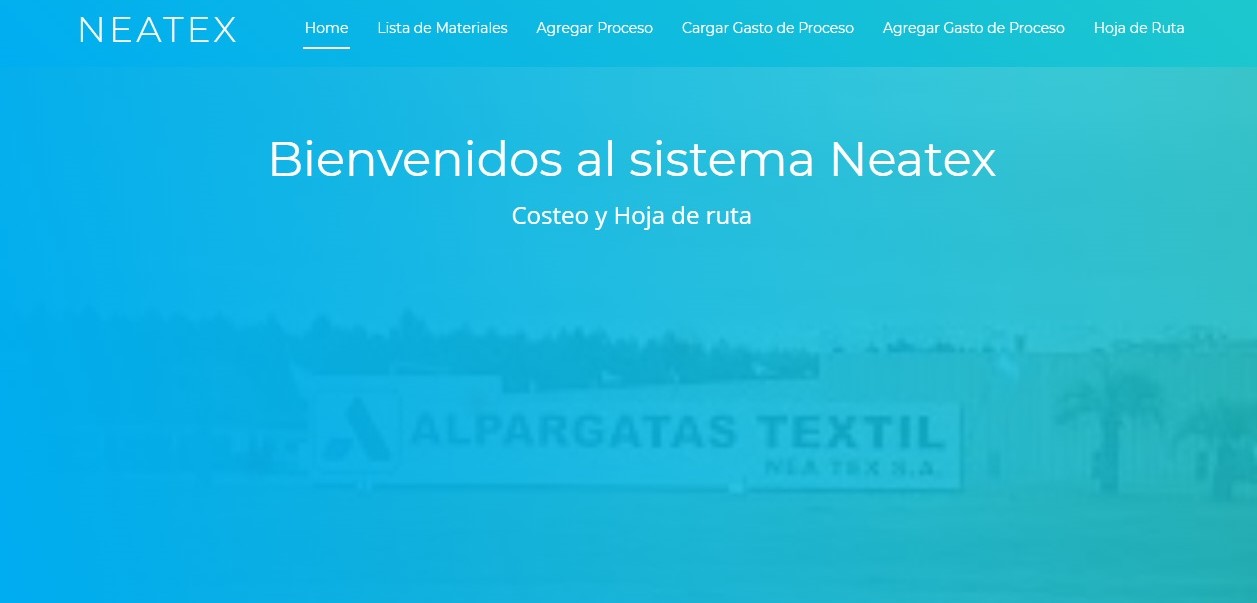 NEATEX
Home Lista de Materiales Agregar Proceso Cargar Gasto de Proceso Agregar Gasto de Proceso Hoja de Ruta
Bienvenidos al sistema Neatex
Costeo y Hoja de ruta
ALPARGATAS TEXTIL
NEA TEX S.A.